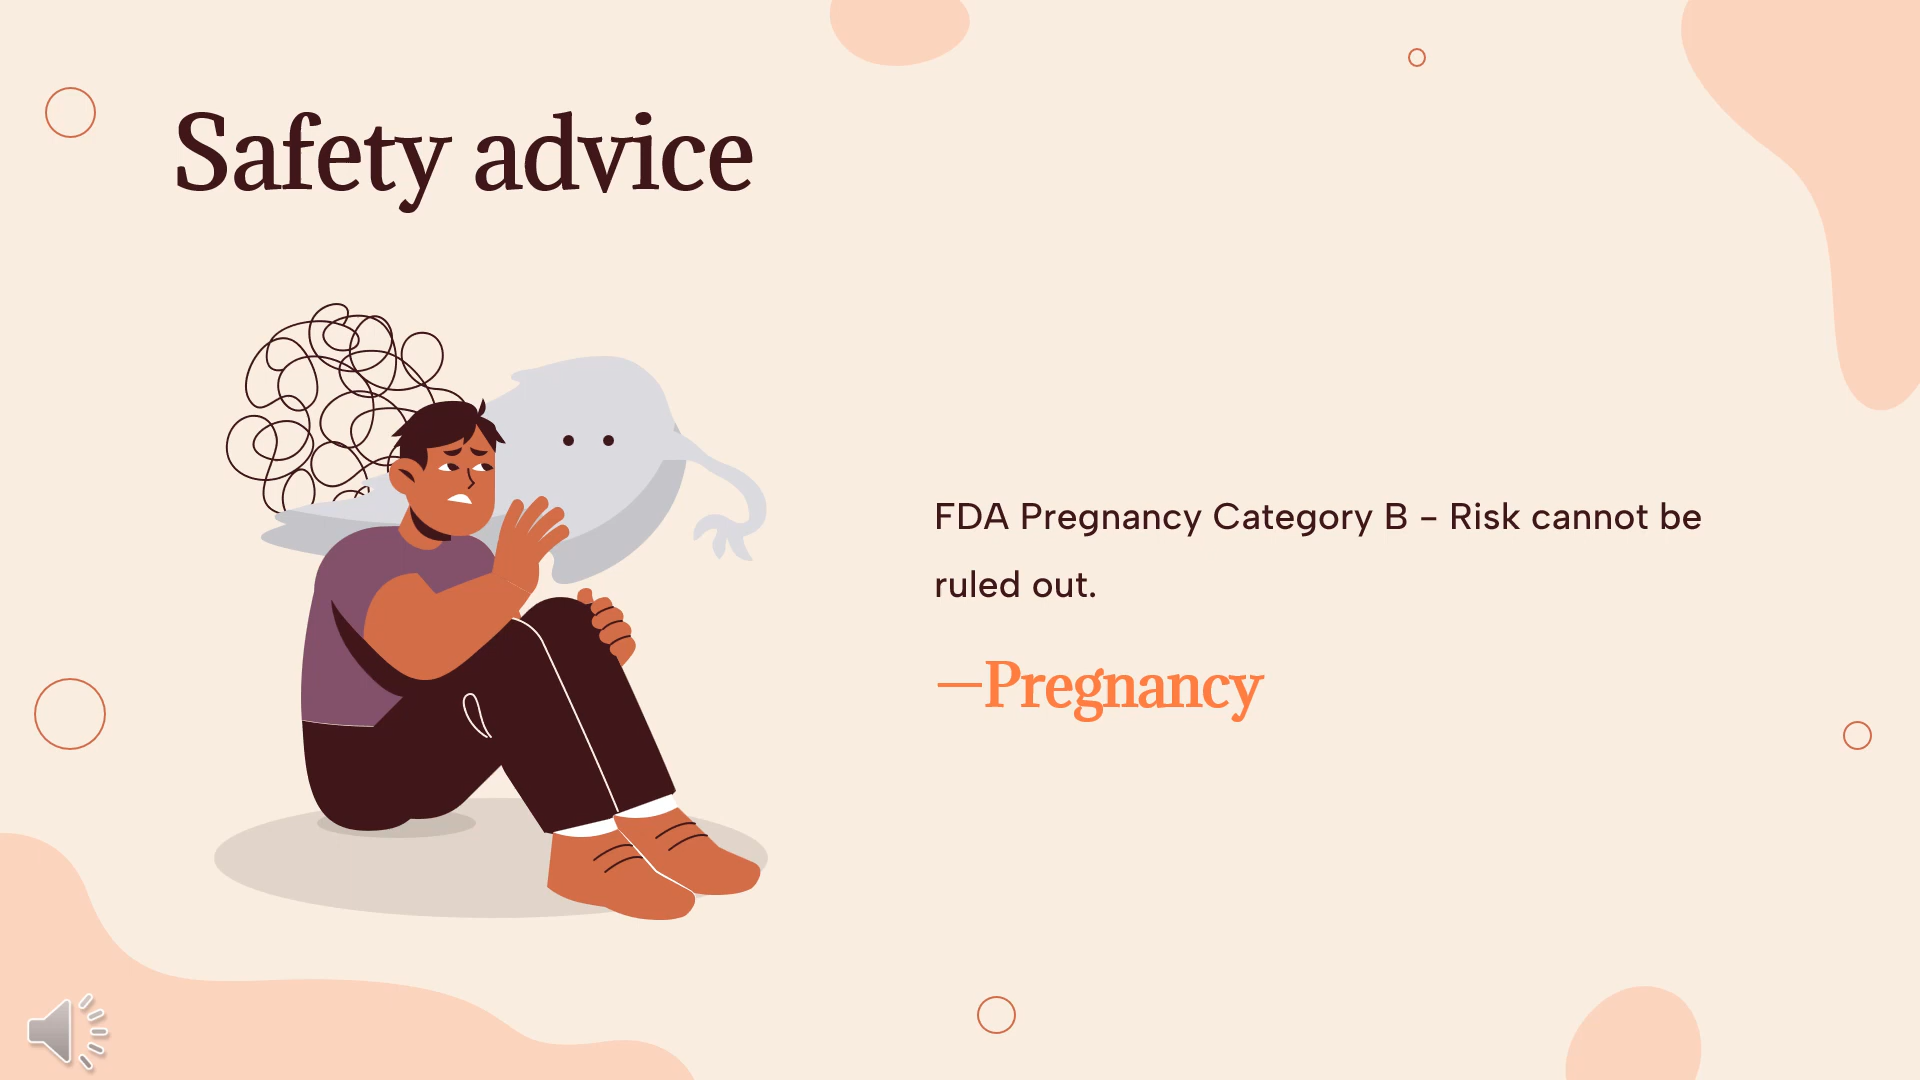 Safety advice
FDA Pregnancy Category B – Risk cannot be
ruled out.
—Pregnancy